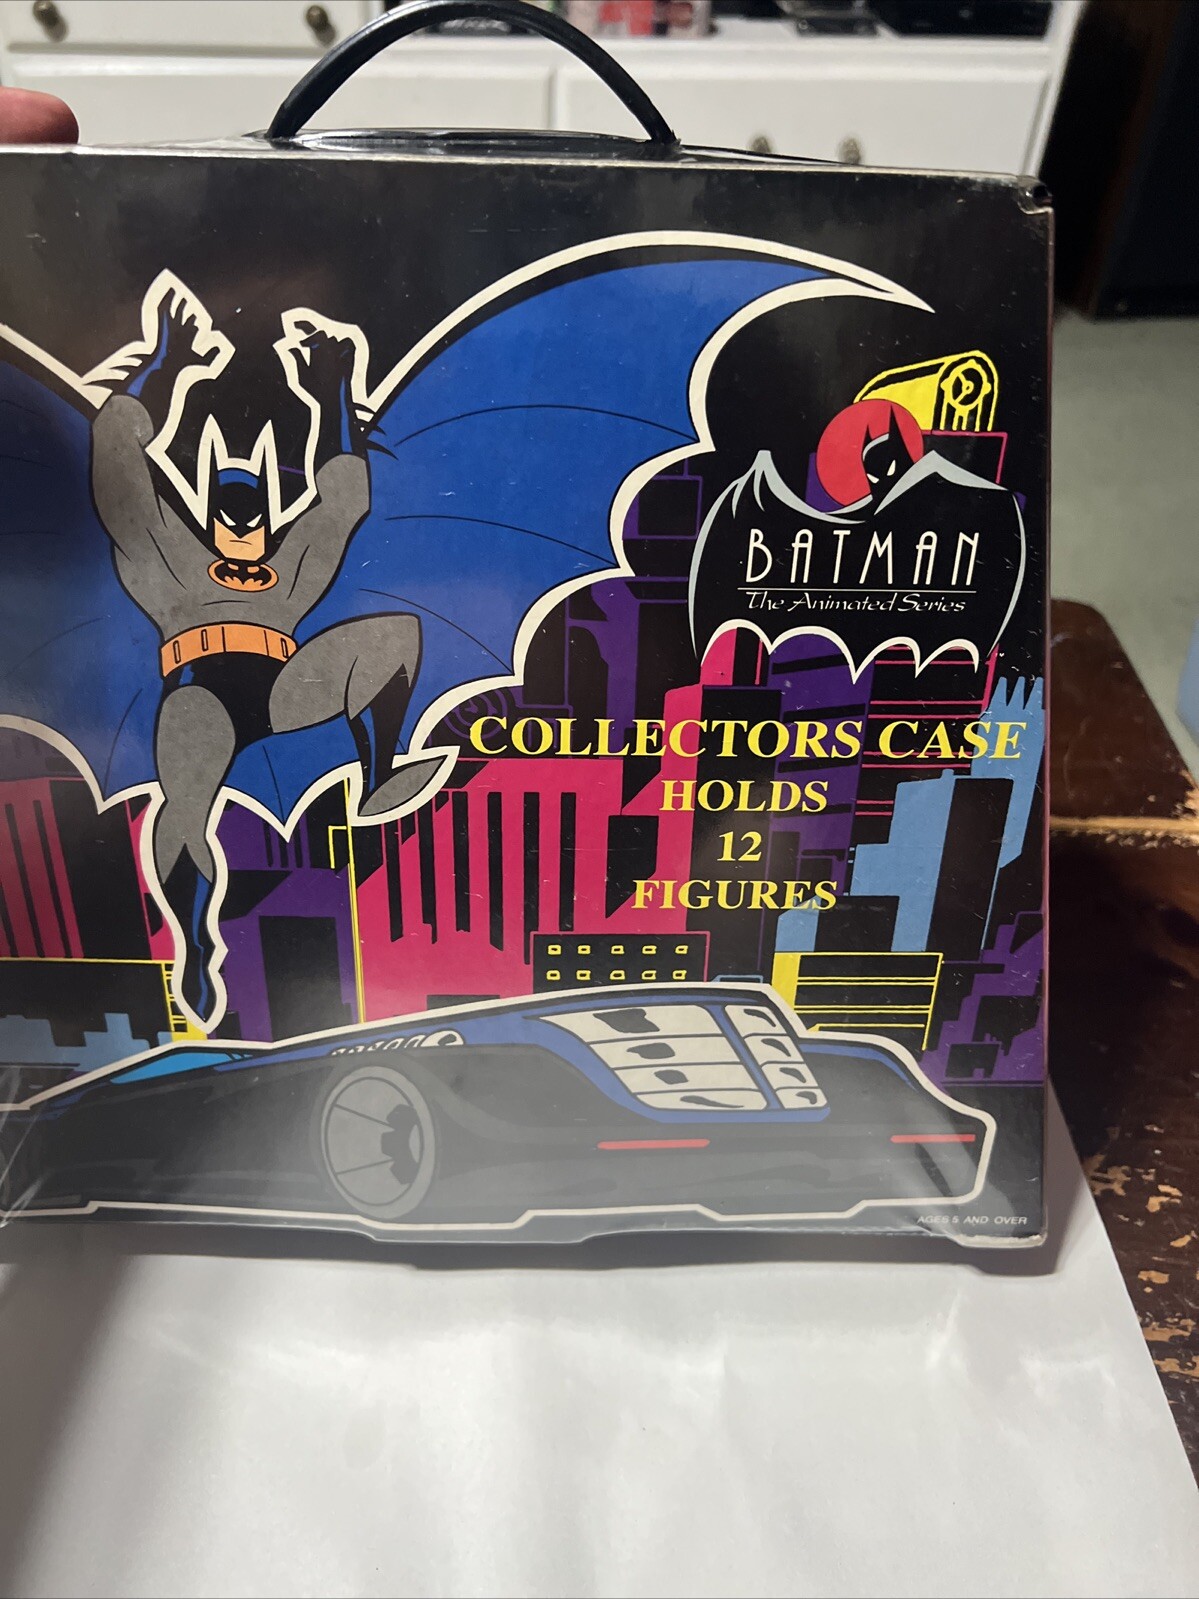 BATMAN
The Animated Series
COLLECTORS CASE
HOLDS
12
FIGURES
AGES 5 AND OVER